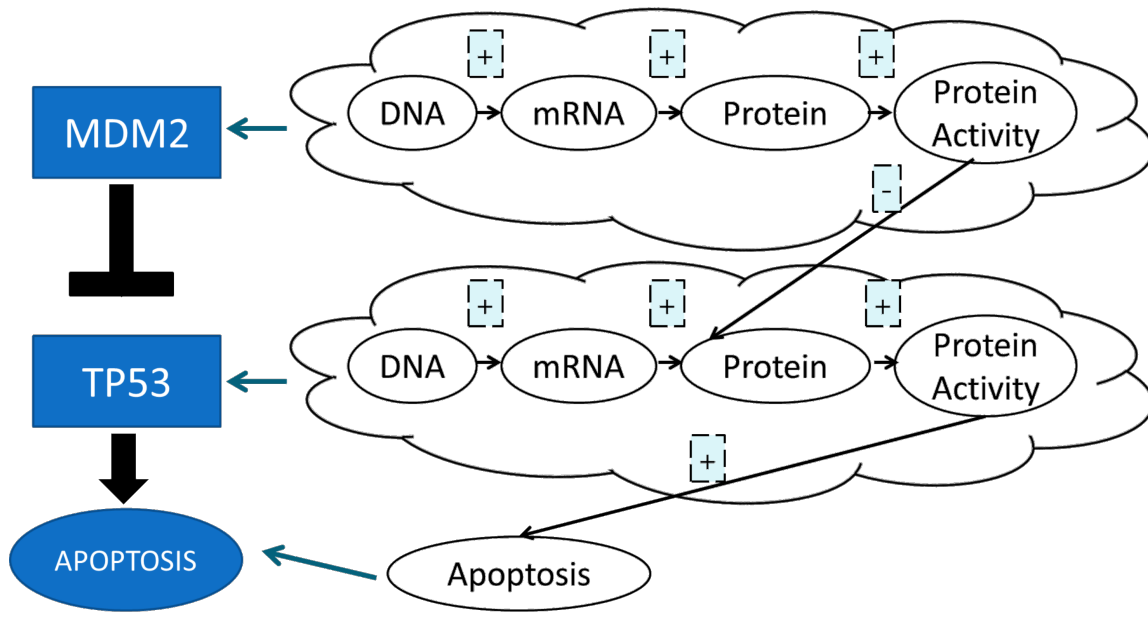 + + +
MDM2
DNA mRNA Protein Protein
Activity
-
+ + +
TP53
DNA mRNA Protein Protein
Activity
+
APOPTOSIS
Apoptosis